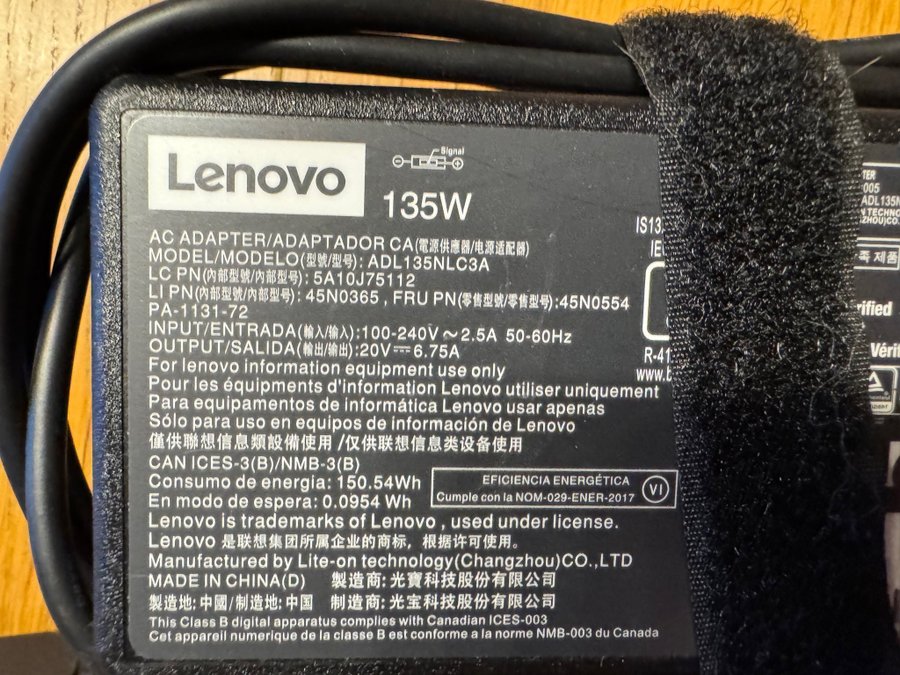 Lenovo
Signal
135W
AC ADAPTER/ADAPTADOR CA(電源供應器/电源适配器)
MODEL/MODELO(型號/型号): ADL135NLC3A
LC PN(內部型號/内部型号): 5A10J75112
LI PN(內部型號/内部型号): 45N0365 , FRU PN(零售型號/零售型号):45N0554
PA-1131-72
INPUT/ENTRADA(輸入/输入):100-240V～2.5A 50-60Hz
OUTPUT/SALIDA(輸出/输出):20V⎓6.75A
For lenovo information equipment use only
Pour les équipments d'information Lenovo utiliser uniquement
Para equipamentos de informática Lenovo usar apenas
Sólo para uso en equipos de información de Lenovo
僅供聯想信息類設備使用 /仅供联想信息类设备使用
CAN ICES-3(B)/NMB-3(B)
Consumo de energía: 150.54Wh
En modo de espera: 0.0954 Wh
EFICIENCIA ENERGÉTICA
Cumple con la NOM-029-ENER-2017
VI
Lenovo is trademarks of Lenovo , used under license.
Lenovo 是联想集团所属企业的商标，根据许可使用。
Manufactured by Lite-on technology(Changzhou)CO.,LTD
MADE IN CHINA(D) 製造商: 光寶科技股份有限公司
製造地: 中國/制造地: 中国 制造商: 光宝科技股份有限公司
This Class B digital apparatus complies with Canadian ICES-003
Cet appareil numerique de la classe B est conforme a la norme NMB-003 du Canada
R-41
005
족 제품